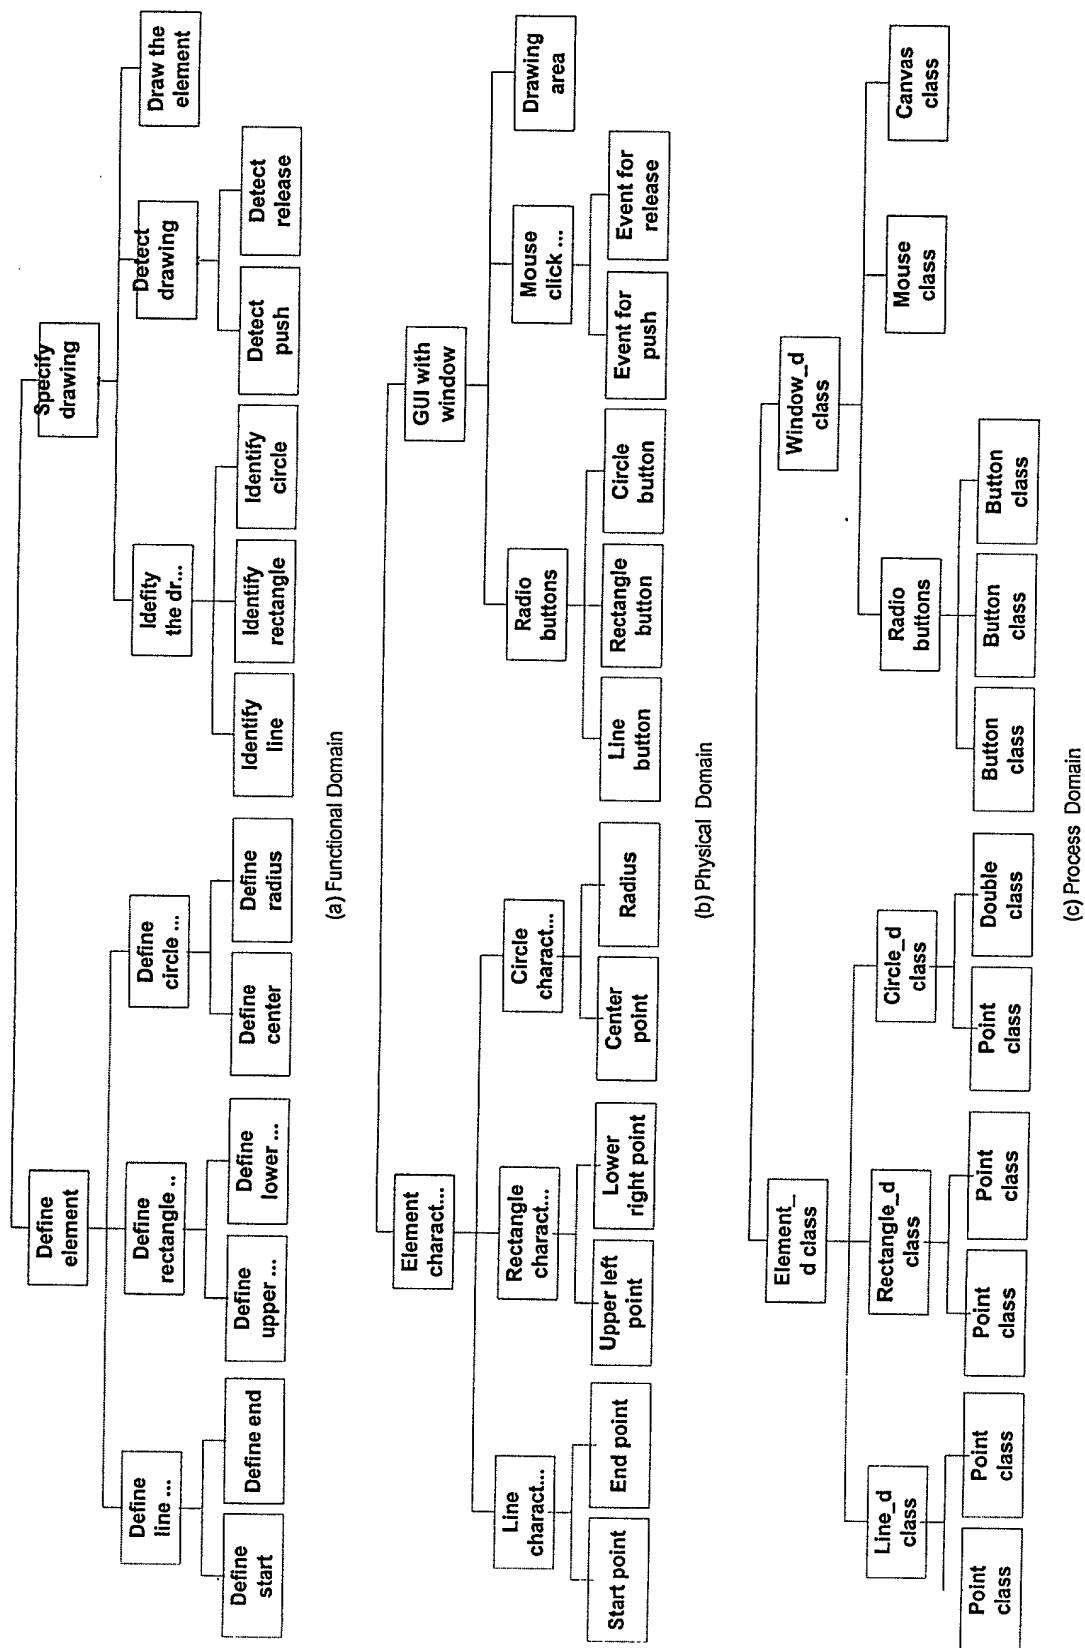 Specify
drawing
Define
element
Draw the
element
Detect
drawing
Idefity
the dr...
Define
circle ...
Define
rectangle ..
Define
line ...
Detect
release
Detect
push
Identify
circle
Identify
rectangle
Identify
line
Define
radius
Define
center
Define
lower ...
Define
upper ...
Define end
Define
start
(a) Functional Domain
GUI with
window
Element
charact...
Drawing
area
Mouse
click ...
Radio
buttons
Circle
charact...
Rectangle
charact...
Line
charact...
Event for
release
Event for
push
Circle
button
Rectangle
button
Line
button
Radius
Center
point
Lower
right point
Upper left
point
End point
Start point
(b) Physical Domain
Window_d
class
Element_
d class
Canvas
class
Mouse
class
Radio
buttons
Circle_d
class
Rectangle_d
class
Line_d
class
Button
class
Button
class
Button
class
Double
class
Point
class
Point
class
Point
class
Point
class
Point
class
(c) Process Domain